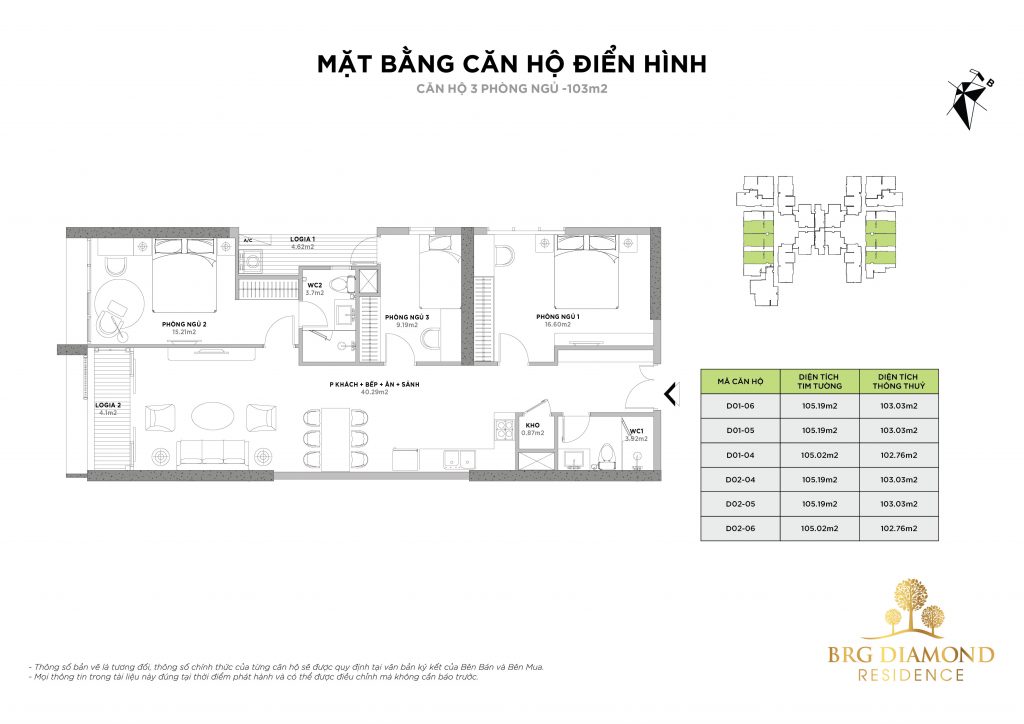 MẶT BẰNG CĂN HỘ ĐIỂN HÌNH
CĂN HỘ 3 PHÒNG NGỦ -103m2
B
A/C
LOGIA 1
4.62m2
WC2
3.7m2
PHÒNG NGỦ 2
15.21m2
PHÒNG NGỦ 3
9.19m2
PHÒNG NGỦ 1
16.60m2
P KHÁCH + BẾP + ĂN + SẢNH
40.29m2
LOGIA 2
4.1m2
KHO
0.87m2
WC1
3.92m2
MÃ CĂN HỘ DIỆN TÍCH TIM TƯỜNG DIỆN TÍCH THÔNG THUỶ
D01-06 105.19m2 103.03m2
D01-05 105.19m2 103.03m2
D01-04 105.02m2 102.76m2
D02-04 105.19m2 103.03m2
D02-05 105.19m2 103.03m2
D02-06 105.02m2 102.76m2
BRG DIAMOND
RESIDENCE
- Thông số bản vẽ là tương đối, thông số chính thức của từng căn hộ sẽ được quy định tại văn bản ký kết của Bên Bán và Bên Mua.
- Mọi thông tin trong tài liệu này đúng tại thời điểm phát hành và có thể được điều chỉnh mà không cần báo trước.